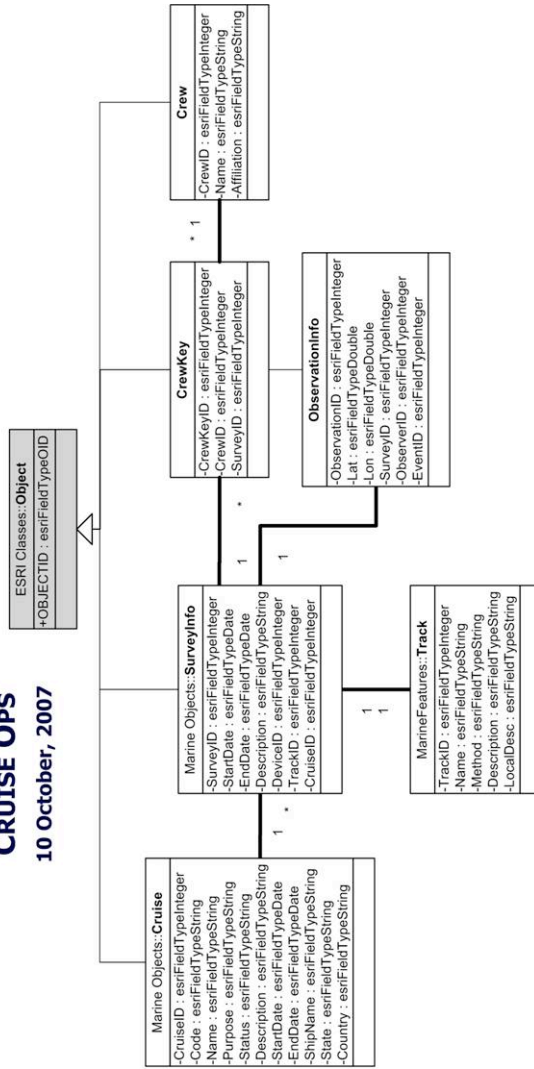 CRUISE OPS
10 October, 2007
ESRI Classes::Object
+OBJECTID : esriFieldTypeOID
Marine Objects::Cruise
-CruiseID : esriFieldTypeInteger
-Code : esriFieldTypeString
-Name : esriFieldTypeString
-Purpose : esriFieldTypeString
-Status : esriFieldTypeString
-Description : esriFieldTypeString
-StartDate : esriFieldTypeDate
-EndDate : esriFieldTypeDate
-ShipName : esriFieldTypeString
-State : esriFieldTypeString
-Country : esriFieldTypeString
1
*
Marine Objects::SurveyInfo
-SurveyID : esriFieldTypeInteger
-StartDate : esriFieldTypeDate
-EndDate : esriFieldTypeDate
-Description : esriFieldTypeString
-DeviceID : esriFieldTypeInteger
-TrackID : esriFieldTypeInteger
-CruiseID : esriFieldTypeInteger
1
*
1
CrewKey
-CrewKeyID : esriFieldTypeInteger
-CrewID : esriFieldTypeInteger
-SurveyID : esriFieldTypeInteger
* 1
Crew
-CrewID : esriFieldTypeInteger
-Name : esriFieldTypeString
-Affiliation : esriFieldTypeString
1
1
MarineFeatures::Track
-TrackID : esriFieldTypeInteger
-Name : esriFieldTypeString
-Method : esriFieldTypeString
-Description : esriFieldTypeString
-LocalDesc : esriFieldTypeString
ObservationInfo
-ObservationID : esriFieldTypeInteger
-Lat : esriFieldTypeDouble
-Lon : esriFieldTypeDouble
-SurveyID : esriFieldTypeInteger
-ObserverID : esriFieldTypeInteger
-EventID : esriFieldTypeInteger